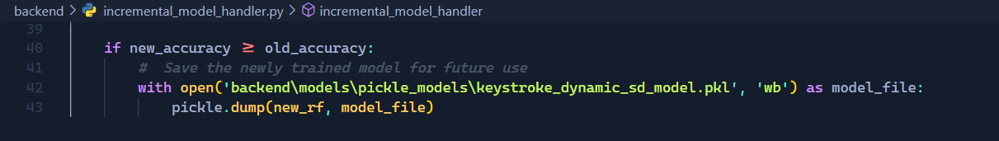 backend > incremental_model_handler.py > incremental_model_handler
39
40 if new_accuracy ≥ old_accuracy:
41 # Save the newly trained model for future use
42 with open('backend\models\pickle_models\keystroke_dynamic_sd_model.pkl', 'wb') as model_file:
43 pickle.dump(new_rf, model_file)